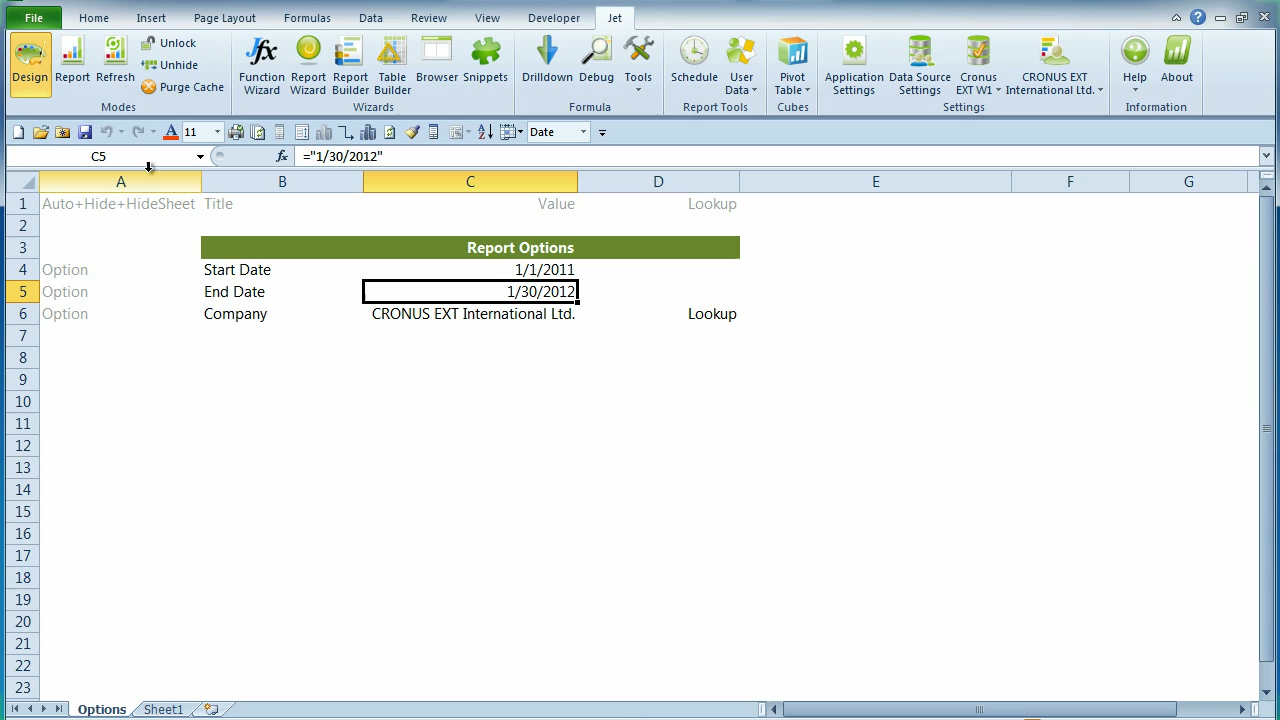 File Home Insert Page Layout Formulas Data Review View Developer Jet
Unlock
Unhide
Purge Cache
Design Report Refresh
Function Wizard Report Wizard Report Builder Table Builder Browser Snippets
Drilldown Debug Tools
Schedule User Data
Pivot Table
Application Settings Data Source Settings Cronus EXT W1 CRONUS EXT International Ltd.
Help About
Modes Wizards Formula Report Tools Cubes Settings Information
11 Date
C5 fx ="1/30/2012"
A B C D E F G
1 Auto+Hide+HideSheet Title Value Lookup
2
3 Report Options
4 Option Start Date 1/1/2011
5 Option End Date 1/30/2012
6 Option Company CRONUS EXT International Ltd. Lookup
7
8
9
10
11
12
13
14
15
16
17
18
19
20
21
22
23
Options Sheet1